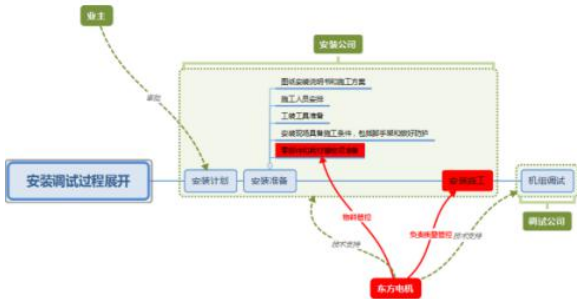 业主
安装公司
审批
图纸安装说明书和施工方案
施工人员安排
工装工具准备
安装现场具备施工条件，包括脚手架和做好防护
安装调试过程展开
安装计划
安装准备
安装施工
机组调试
调试公司
物料管控
负责质量管控
技术支持
技术支持
东方电机